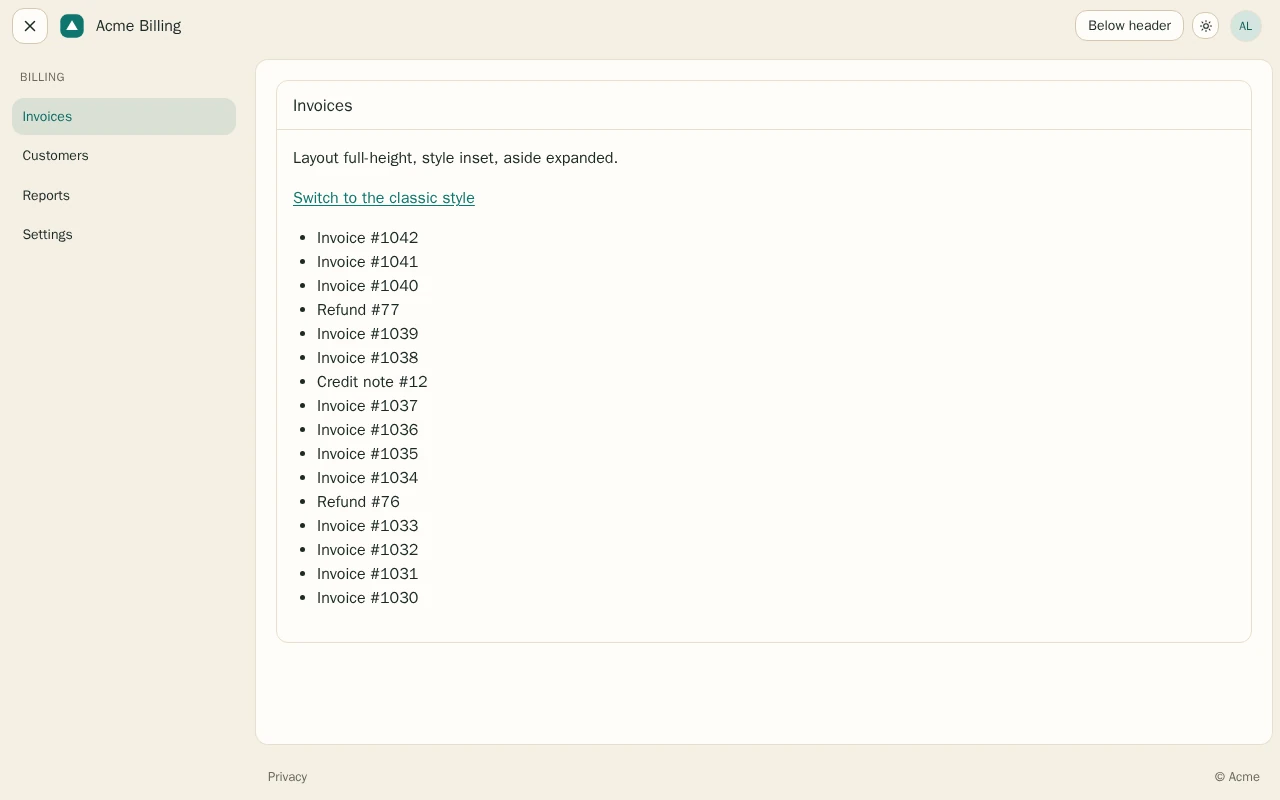 Acme Billing
Below header
AL
BILLING
Invoices
Customers
Reports
Settings
Invoices
Layout full-height, style inset, aside expanded.
Switch to the classic style
Invoice #1042
Invoice #1041
Invoice #1040
Refund #77
Invoice #1039
Invoice #1038
Credit note #12
Invoice #1037
Invoice #1036
Invoice #1035
Invoice #1034
Refund #76
Invoice #1033
Invoice #1032
Invoice #1031
Invoice #1030
Privacy
© Acme